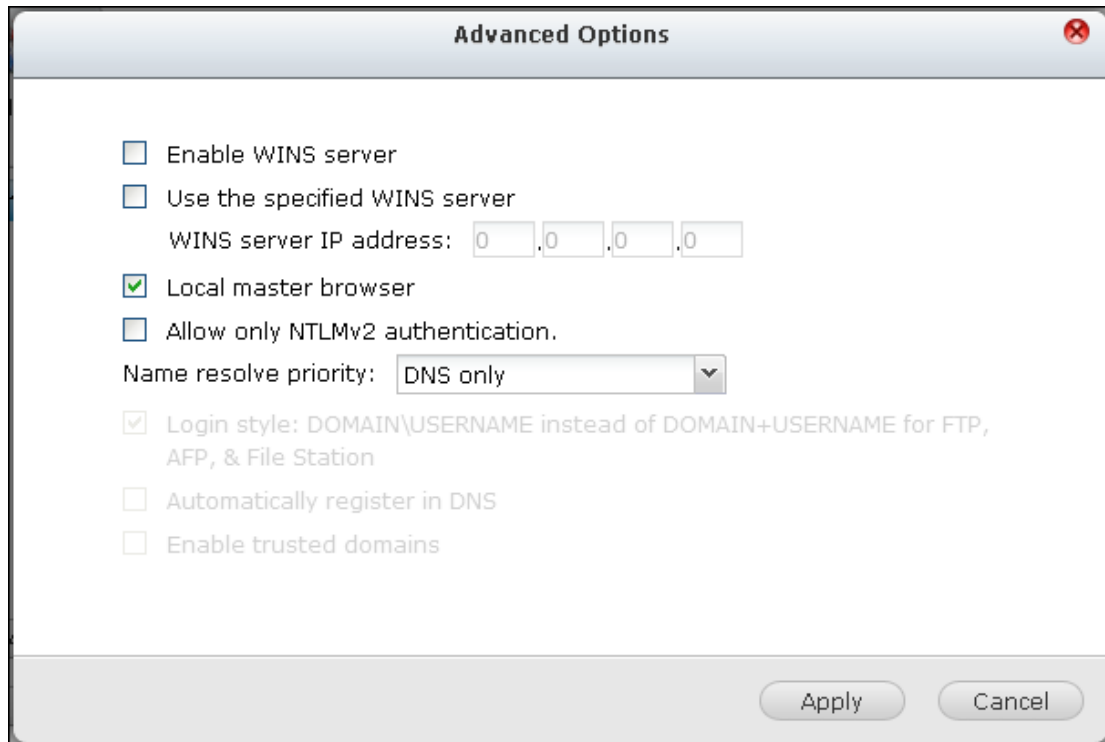 Advanced Options
Enable WINS server
Use the specified WINS server
WINS server IP address: 0 .0 .0 .0
Local master browser
Allow only NTLMv2 authentication.
Name resolve priority: DNS only
Login style: DOMAIN\USERNAME instead of DOMAIN+USERNAME for FTP,
AFP, & File Station
Automatically register in DNS
Enable trusted domains
Apply Cancel